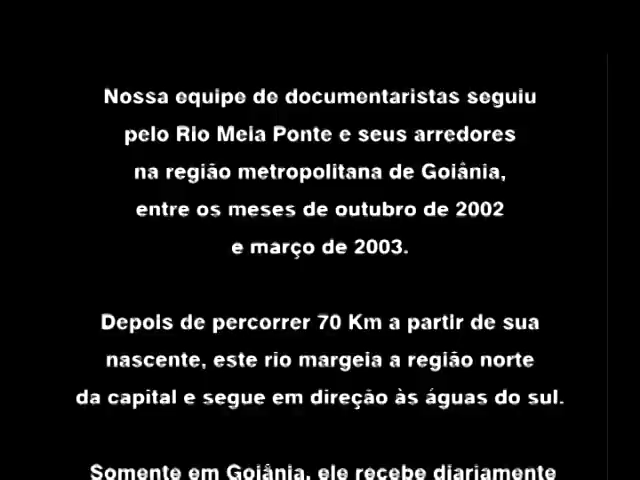 Nossa equipe de documentaristas seguiu
pelo Rio Meia Ponte e seus arredores
na região metropolitana de Goiânia,
entre os meses de outubro de 2002
e março de 2003.
Depois de percorrer 70 Km a partir de sua
nascente, este rio margeia a região norte
da capital e segue em direção às águas do sul.
Somente em Goiânia, ele recebe diariamente